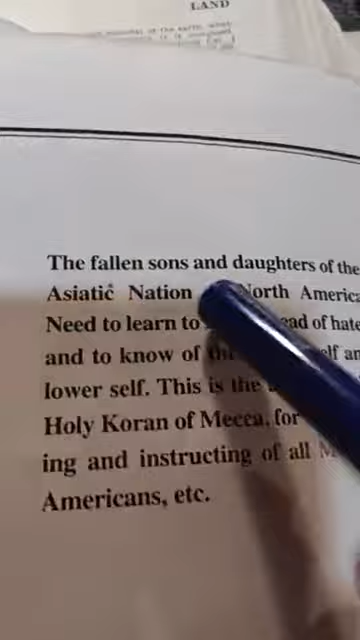 LAND
The fallen sons and daughters of the
Asiatic Nation North America
Need to learn to ead of hate
and to know of elf an
lower self. This is the
Holy Koran of Mecca, for
ing and instructing of all M
Americans, etc.